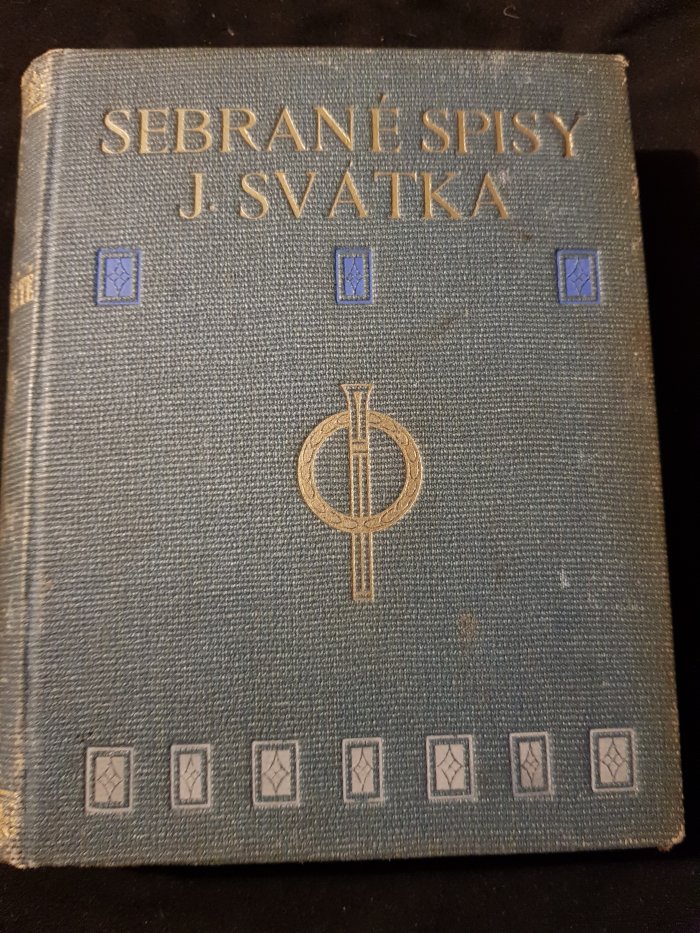 SEBRANÉ SPISY
J. SVÁTKA